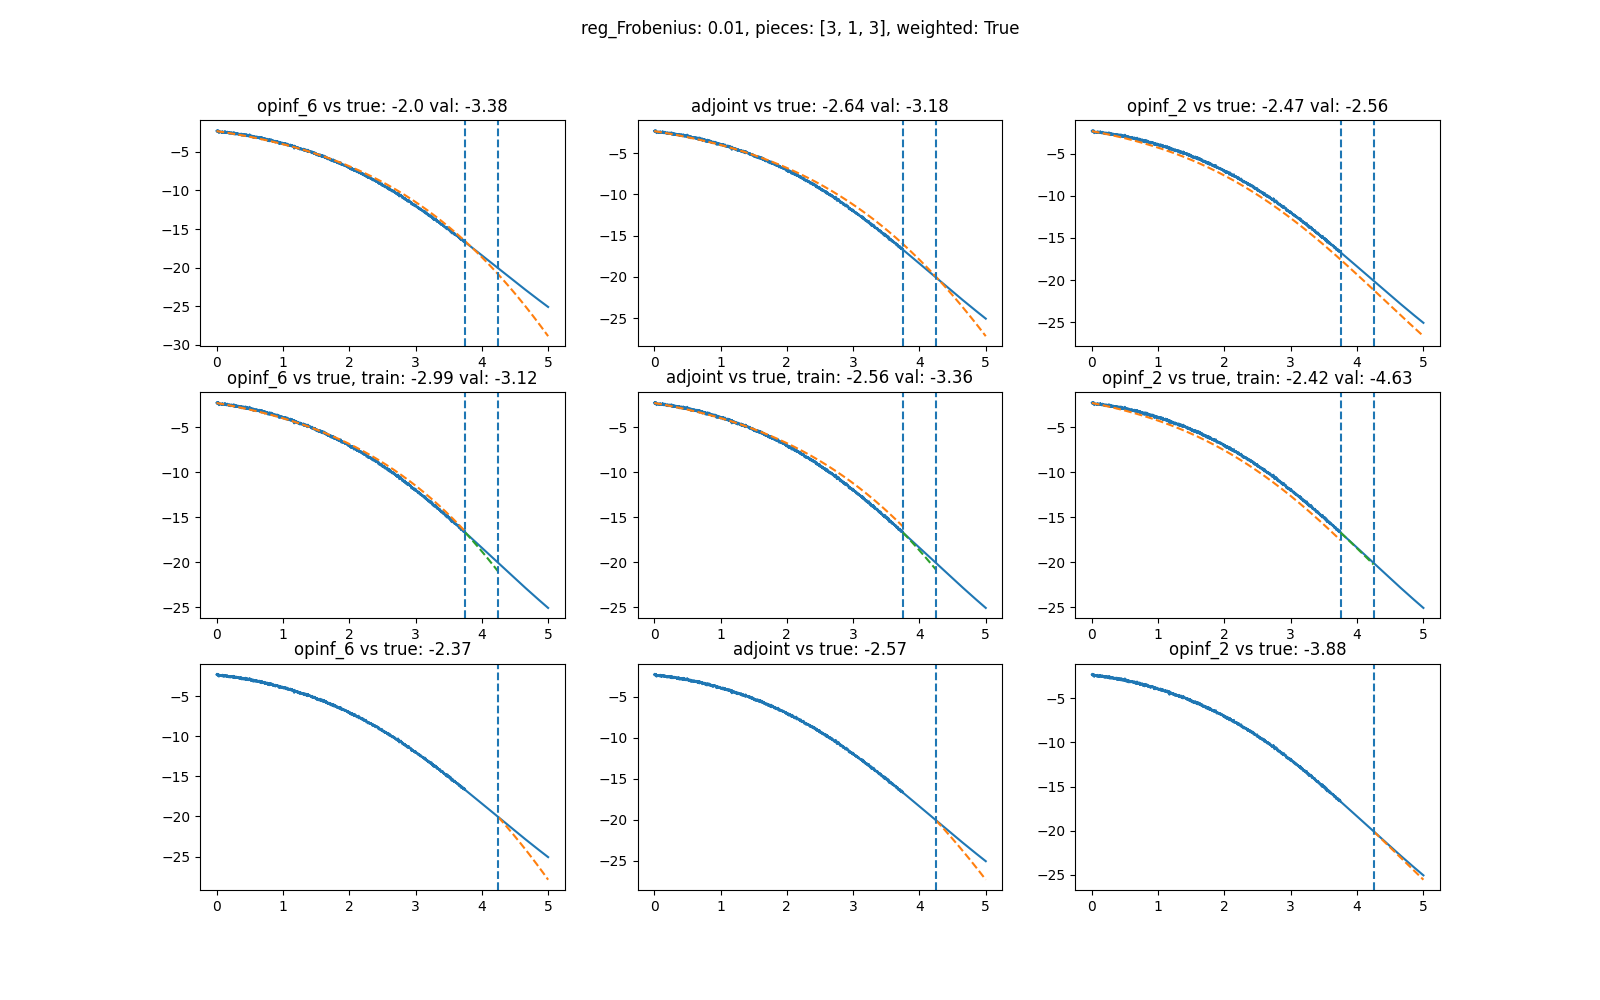 reg_Frobenius: 0.01, pieces: [3, 1, 3], weighted: True
opinf_6 vs true: -2.0 val: -3.38
adjoint vs true: -2.64 val: -3.18
opinf_2 vs true: -2.47 val: -2.56
−5
−10
−15
−20
−25
−30
0 1 2 3 4 5
−5
−10
−15
−20
−25
0 1 2 3 4 5
−5
−10
−15
−20
−25
0 1 2 3 4 5
opinf_6 vs true, train: -2.99 val: -3.12
adjoint vs true, train: -2.56 val: -3.36
opinf_2 vs true, train: -2.42 val: -4.63
−5
−10
−15
−20
−25
0 1 2 3 4 5
−5
−10
−15
−20
−25
0 1 2 3 4 5
−5
−10
−15
−20
−25
0 1 2 3 4 5
opinf_6 vs true: -2.37
adjoint vs true: -2.57
opinf_2 vs true: -3.88
−5
−10
−15
−20
−25
0 1 2 3 4 5
−5
−10
−15
−20
−25
0 1 2 3 4 5
−5
−10
−15
−20
−25
0 1 2 3 4 5